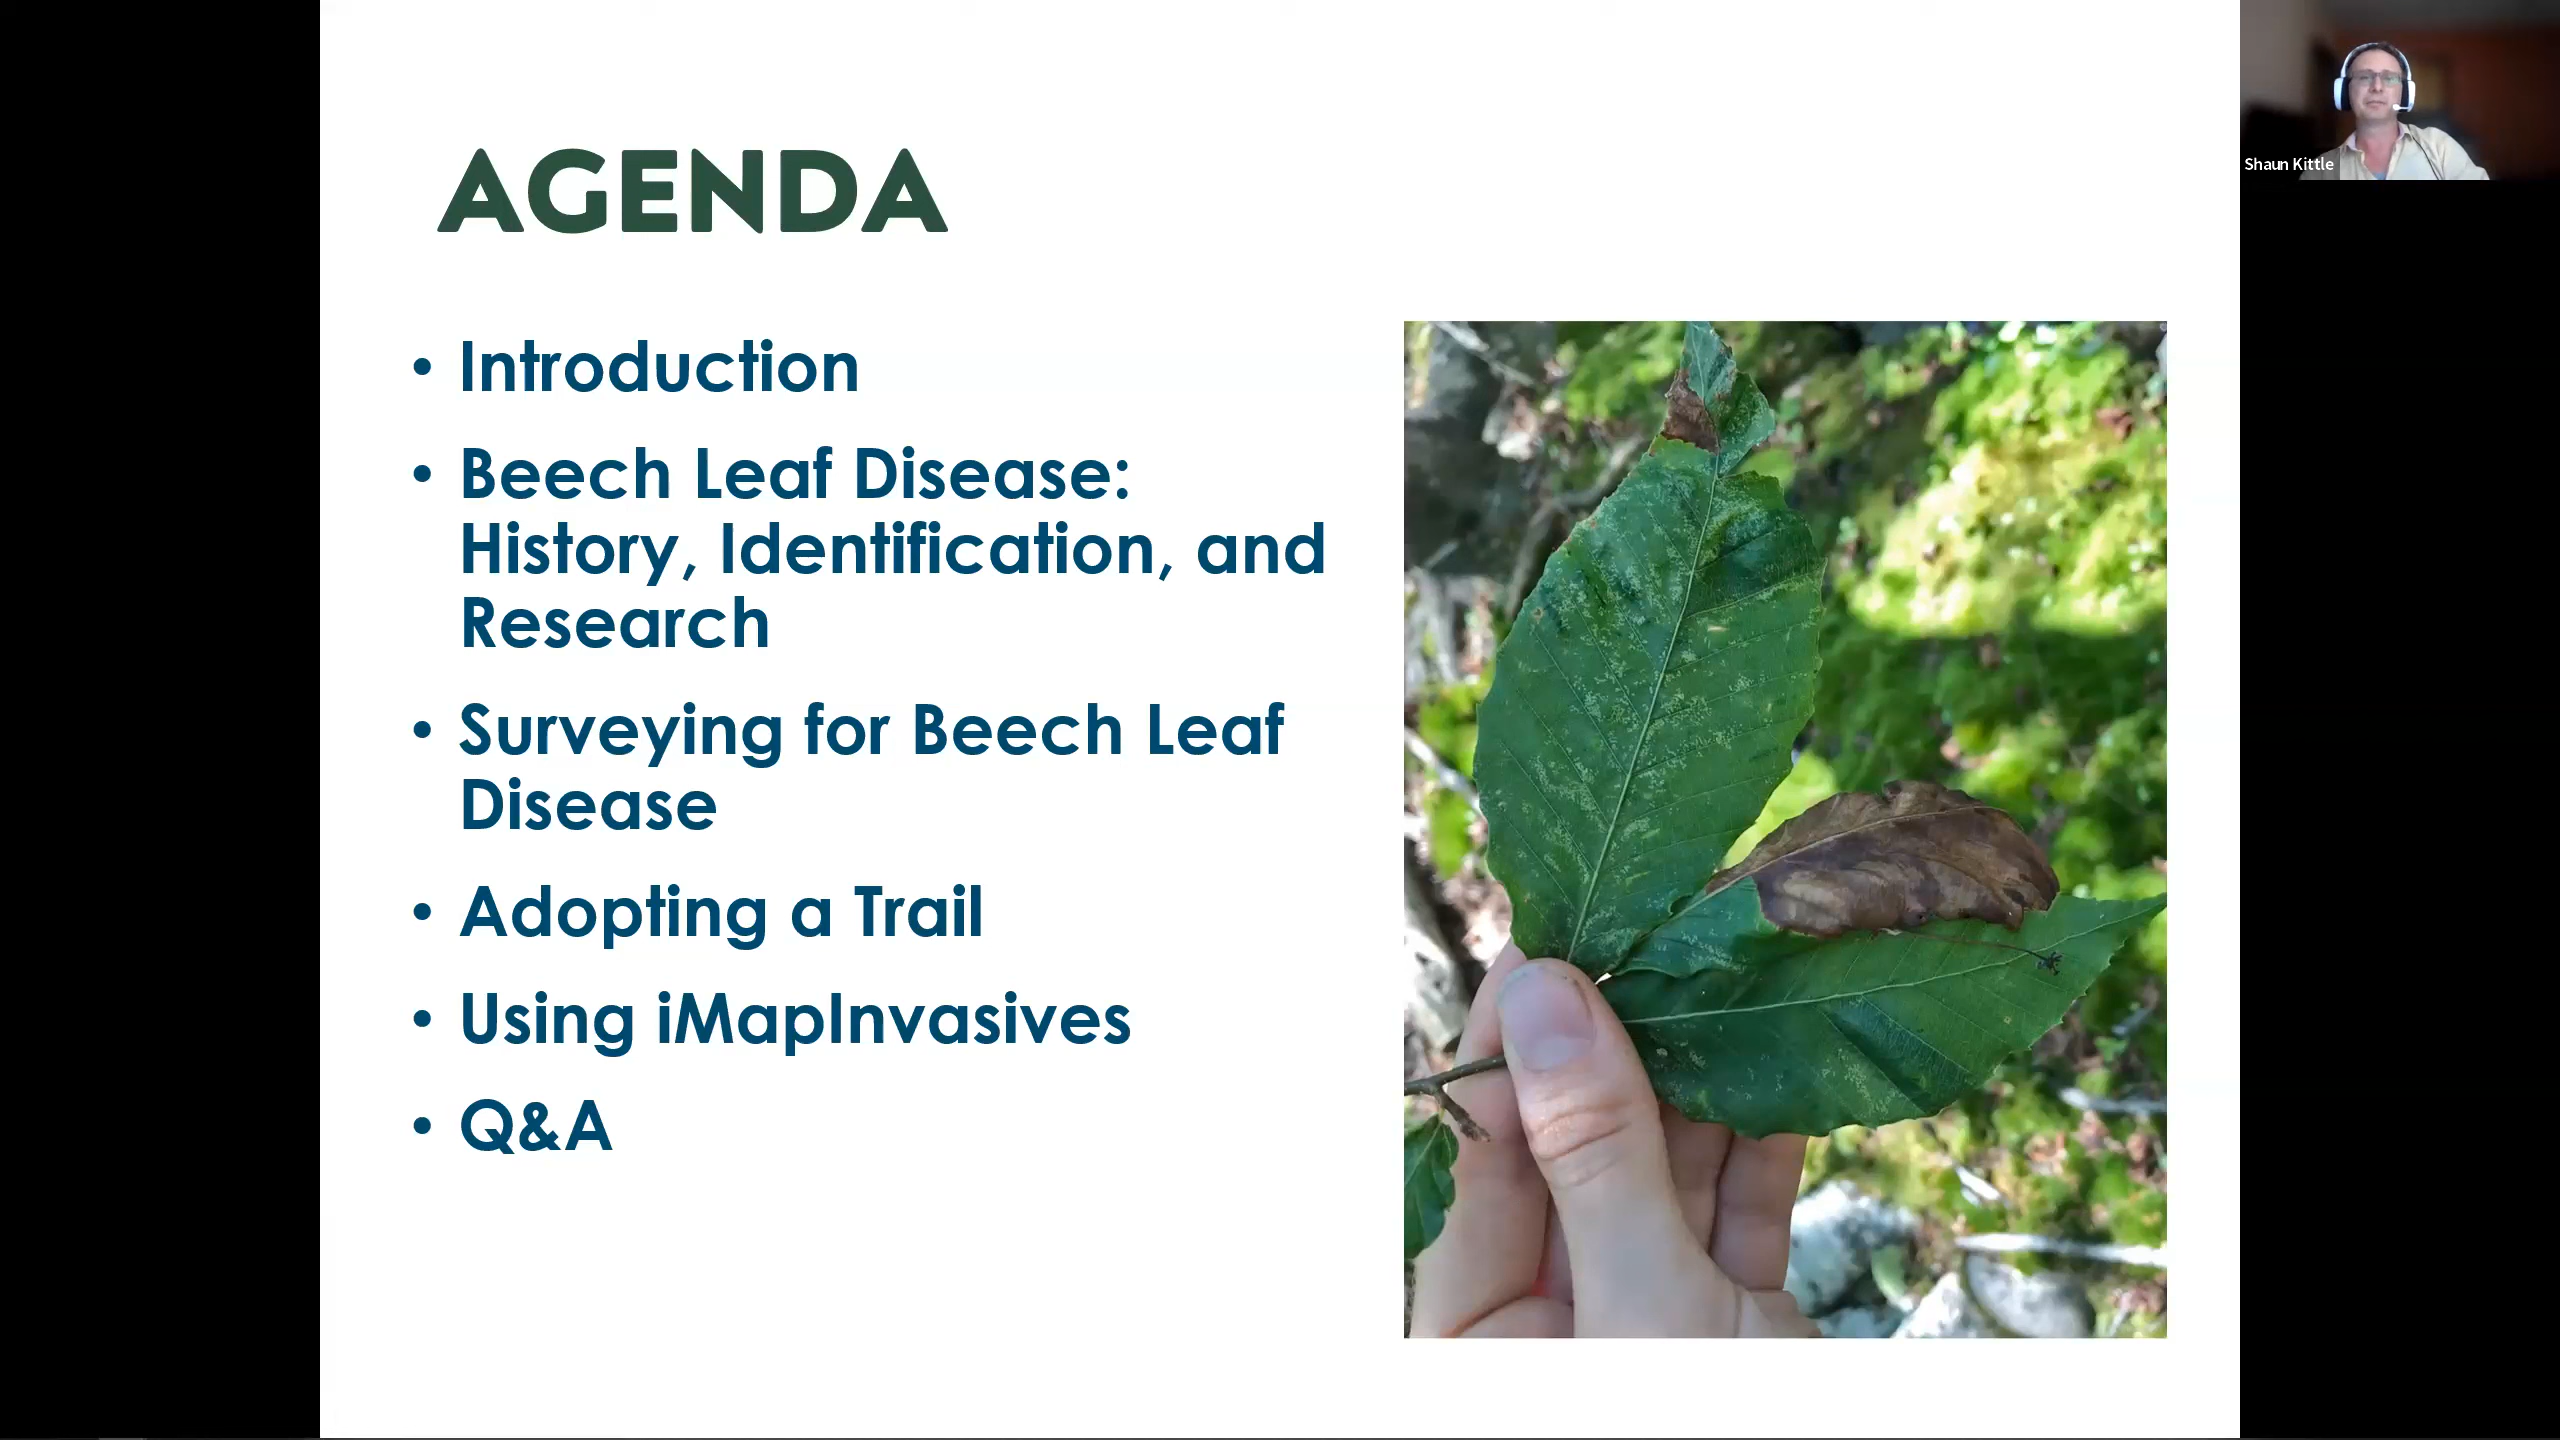 AGENDA
• Introduction
• Beech Leaf Disease:
History, Identification, and
Research
• Surveying for Beech Leaf
Disease
• Adopting a Trail
• Using iMapInvasives
• Q&A
Shaun Kittle